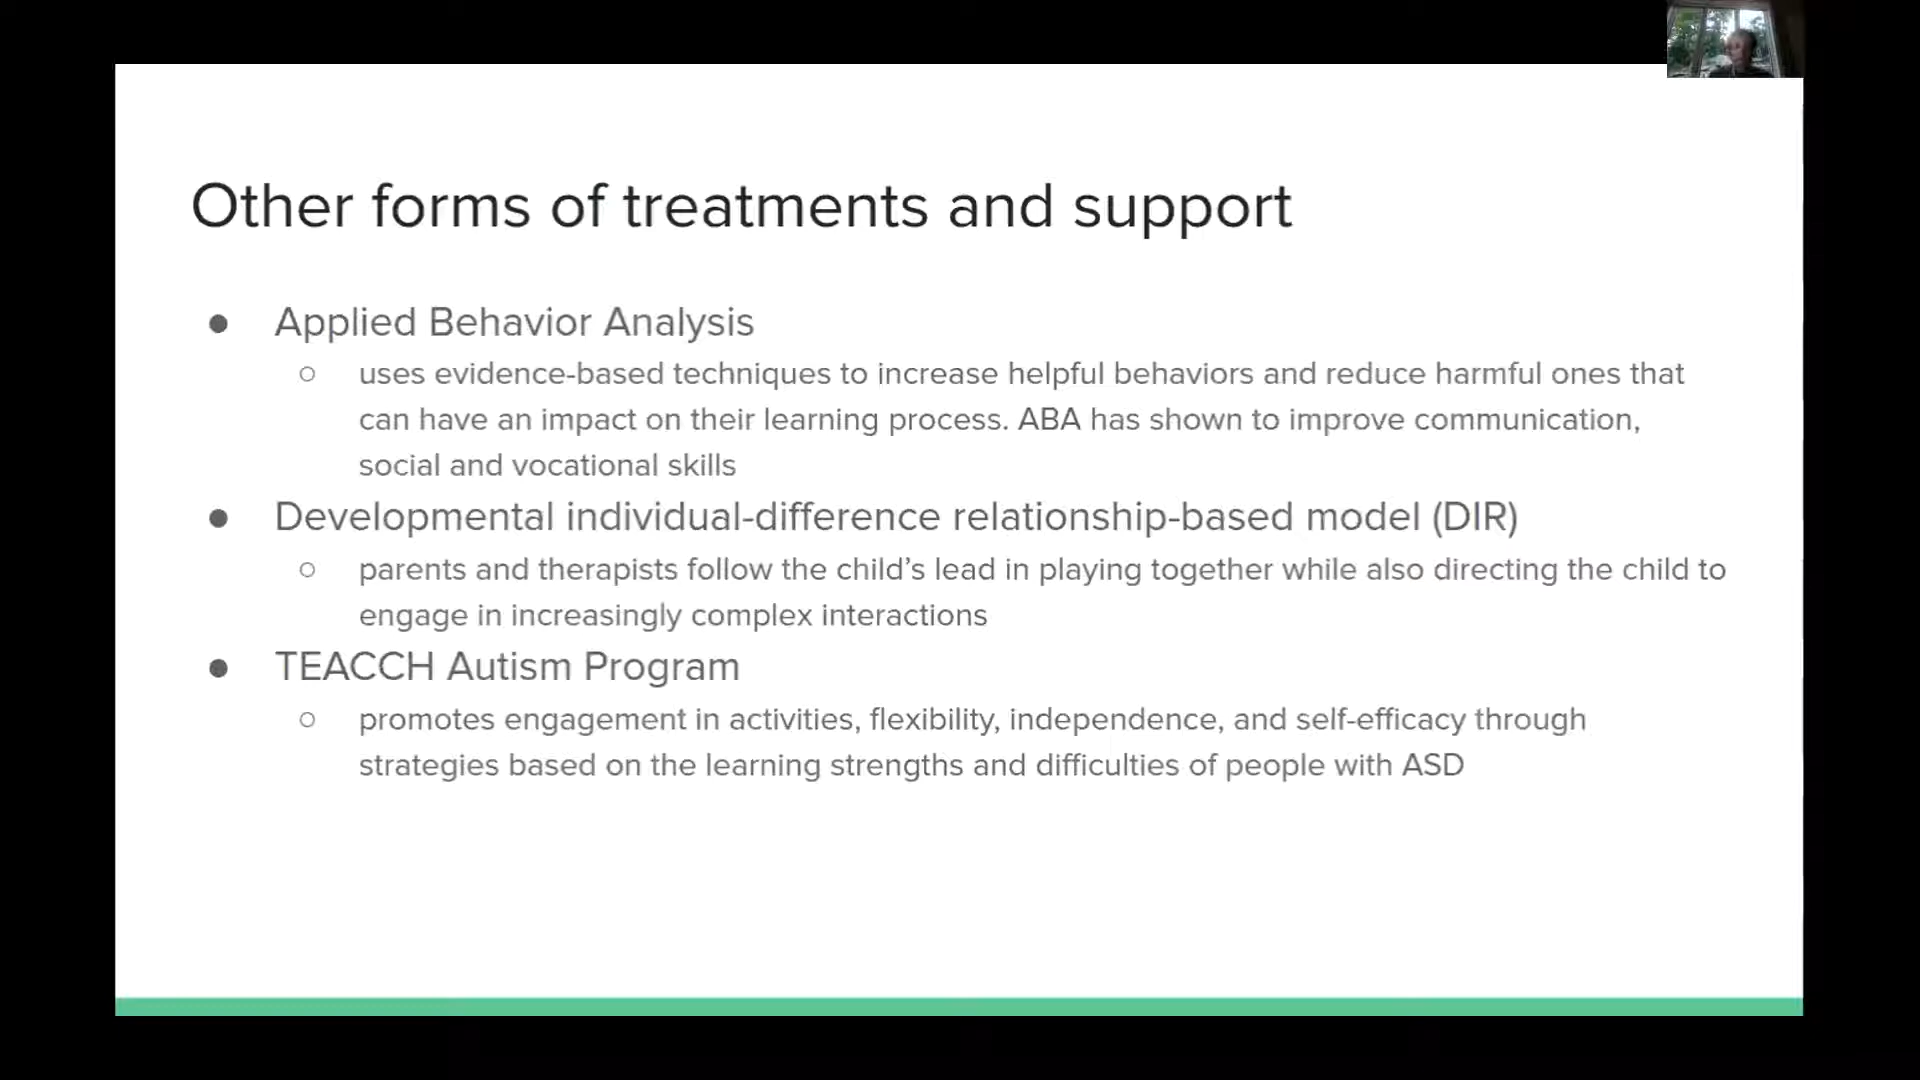 Other forms of treatments and support
● Applied Behavior Analysis
○ uses evidence-based techniques to increase helpful behaviors and reduce harmful ones that
can have an impact on their learning process. ABA has shown to improve communication,
social and vocational skills
● Developmental individual-difference relationship-based model (DIR)
○ parents and therapists follow the child’s lead in playing together while also directing the child to
engage in increasingly complex interactions
● TEACCH Autism Program
○ promotes engagement in activities, flexibility, independence, and self-efficacy through
strategies based on the learning strengths and difficulties of people with ASD